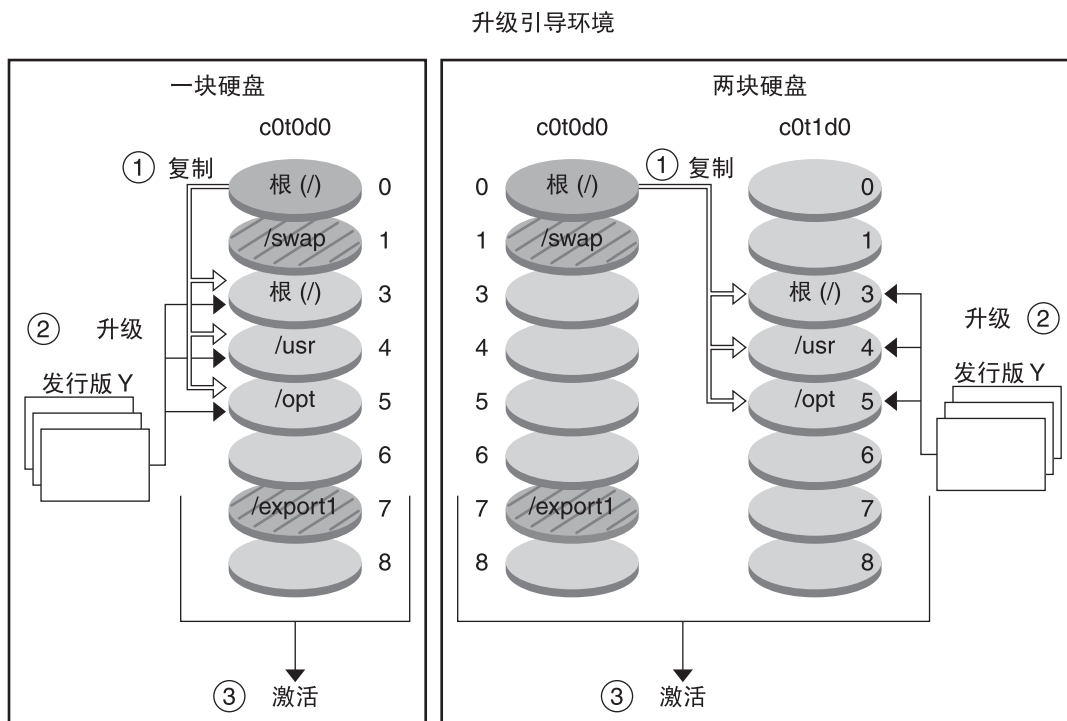 升级引导环境
一块硬盘
c0t0d0
① 复制
根 (/) 0
/swap 1
根 (/) 3
② 升级
/usr 4
发行版 Y
/opt 5
6
/export1 7
8
③ 激活
两块硬盘
c0t0d0 c0t1d0
① 复制
0 根 (/) 0
1 /swap 1
3 根 (/) 3
升级 ②
4 /usr 4
发行版 Y
5 /opt 5
6 6
7 /export1 7
8 8
③ 激活